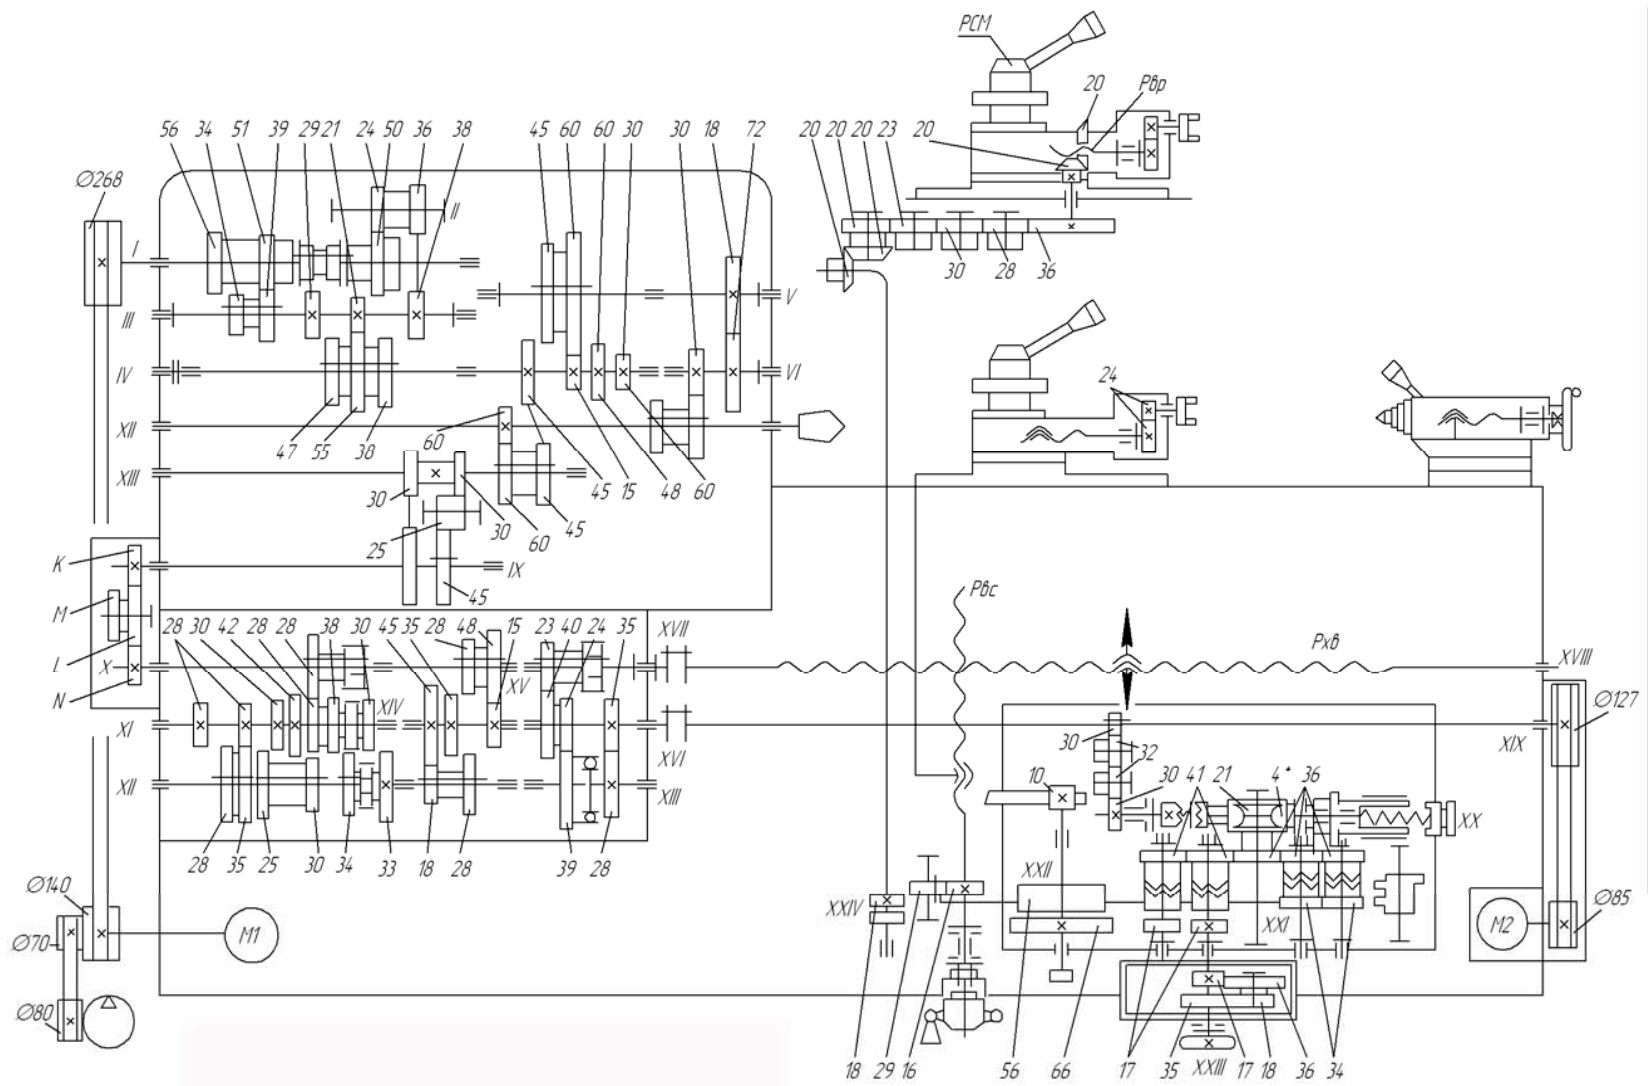 РСМ
20 Рвр
56 34 51 39 29 21 24 50 36 38 45 60 60 30 30 18 72 20 20 20 23 20
Ø268
I II
III V
IV VI
20 30 28 36
24
XII
47 55 38 60
XIII 30 25 30 60 45 45 15 48 60
K IX
45
M
L
X
N
28 30 42 28 28 38 30 45 35 28 48 15 23 40 24 35 XVII
Рвс
Рхв XVIII
XIV XV
XI XVI XIX
Ø127
30 32
XII XIII
10 30 41 21 4* 36 XX
28 35 25 30 34 33 18 28 39 28
Ø140
Ø70
M1
XXIV XXII XXI
56
M2
Ø85
Ø80
18 29 16 56 66 17 35 XXIII 17 18 36 34